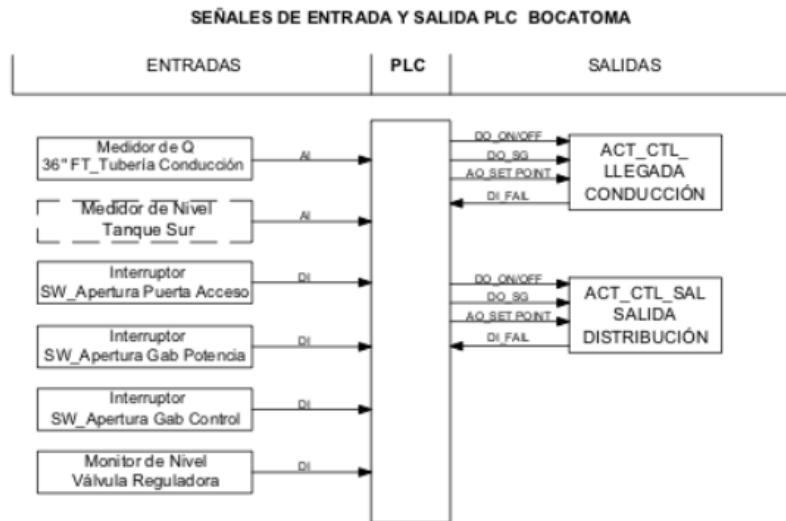 SEÑALES DE ENTRADA Y SALIDA PLC BOCATOMA
ENTRADAS
PLC
SALIDAS
Medidor de Q
36" FT_Tubería Conducción
AI
Medidor de Nivel
Tanque Sur
AI
Interruptor
SW_Apertura Puerta Acceso
DI
Interruptor
SW_Apertura Gab Potencia
DI
Interruptor
SW_Apertura Gab Control
DI
Monitor de Nivel
Válvula Reguladora
DI
DO_ON/OFF
DO_SG
AO_SET POINT
DI_FAIL
ACT_CTL_
LLEGADA
CONDUCCIÓN
DO_ON/OFF
DO_SG
AO_SET POINT
DI_FAIL
ACT_CTL_SAL
SALIDA
DISTRIBUCIÓN